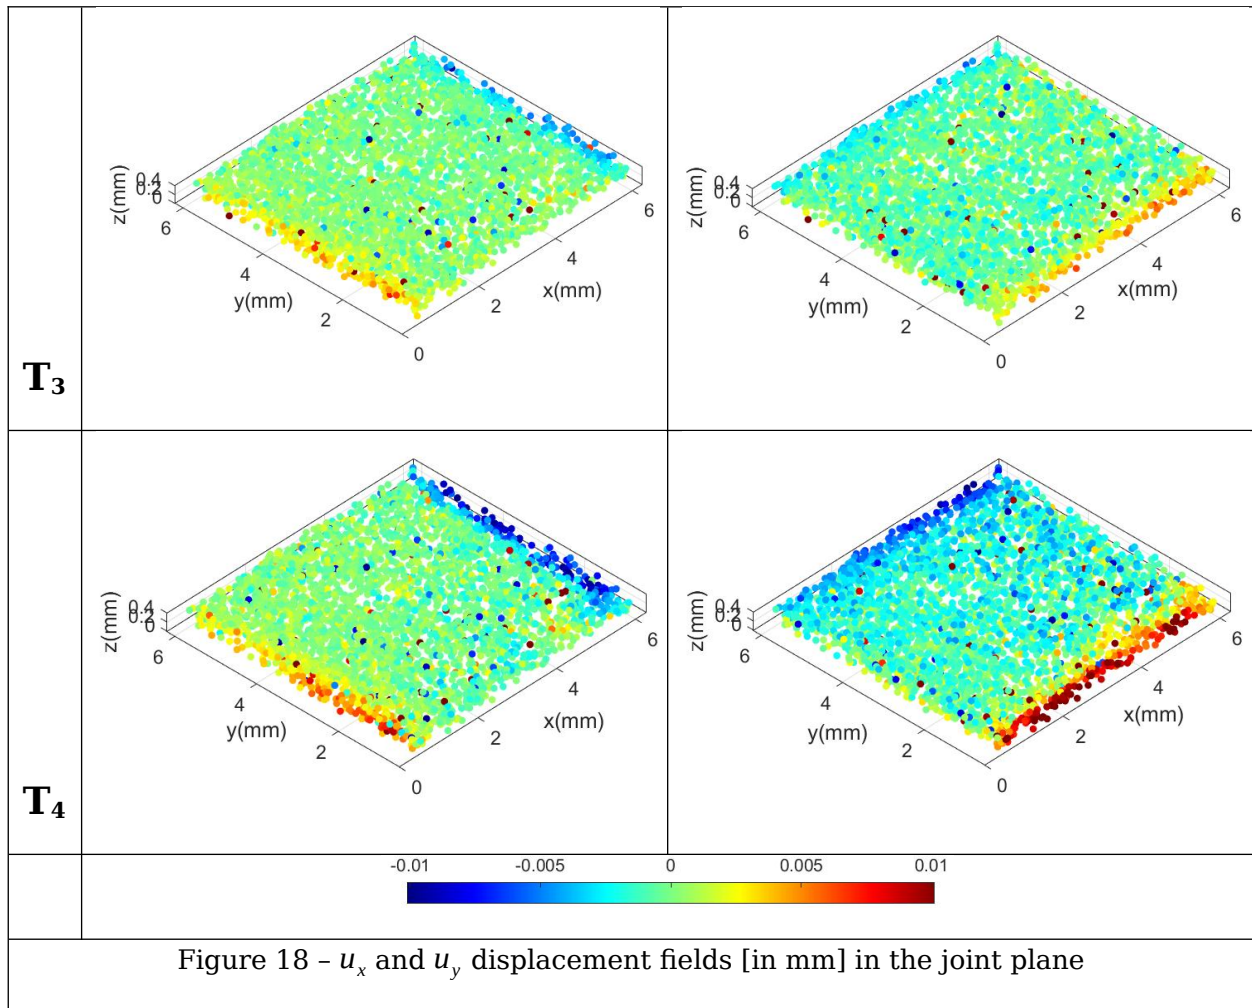 0.4
0.2
0
z(mm)
6
4
y(mm)
2
0
2
4
x(mm)
6
0.4
0.2
0
z(mm)
6
4
y(mm)
2
0
2
4
x(mm)
6
T₃
0.4
0.2
0
z(mm)
6
4
y(mm)
2
0
2
4
x(mm)
6
0.4
0.2
0
z(mm)
6
4
y(mm)
2
0
2
4
x(mm)
6
T₄
-0.01 -0.005 0 0.005 0.01
Figure 18 – uₓ and u_y displacement fields [in mm] in the joint plane